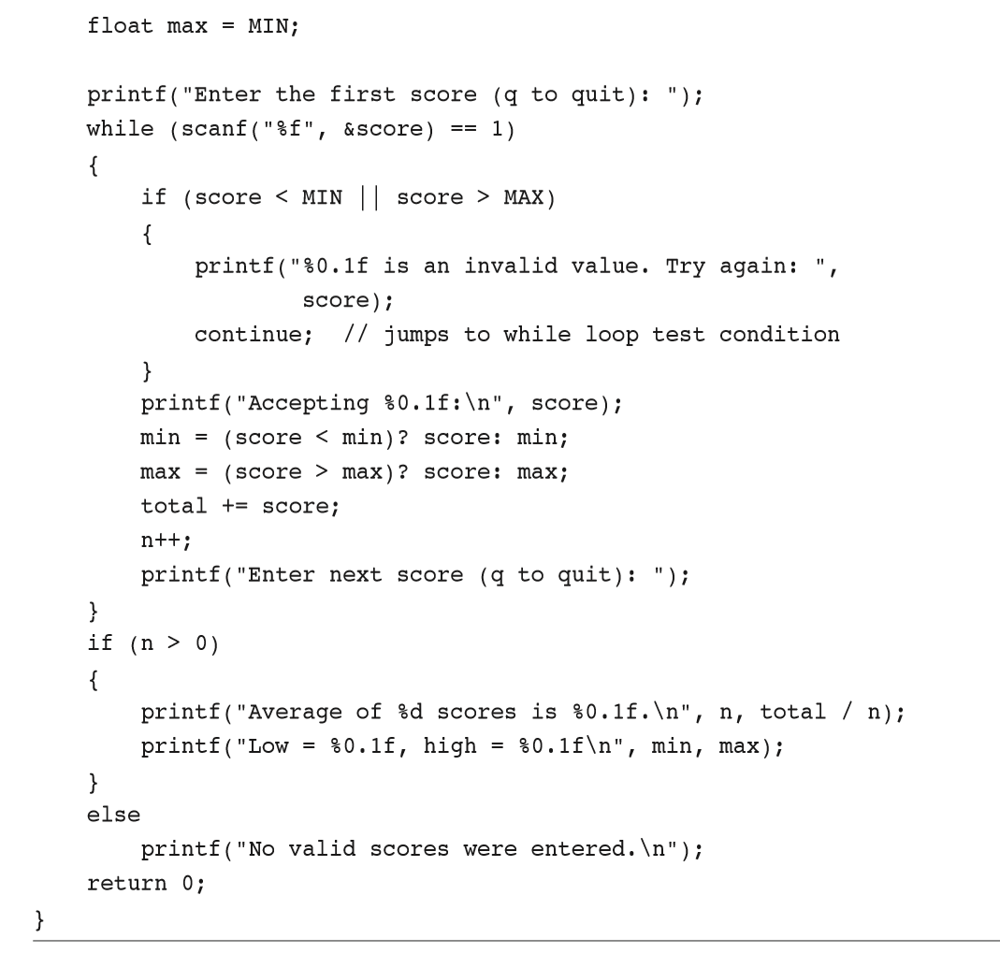 float max = MIN;

    printf("Enter the first score (q to quit): ");
    while (scanf("%f", &score) == 1)
    {
        if (score < MIN || score > MAX)
        {
            printf("%0.1f is an invalid value. Try again: ",
                    score);
            continue;  // jumps to while loop test condition
        }
        printf("Accepting %0.1f:\n", score);
        min = (score < min)? score: min;
        max = (score > max)? score: max;
        total += score;
        n++;
        printf("Enter next score (q to quit): ");
    }
    if (n > 0)
    {
        printf("Average of %d scores is %0.1f.\n", n, total / n);
        printf("Low = %0.1f, high = %0.1f\n", min, max);
    }
    else
        printf("No valid scores were entered.\n");
    return 0;
}